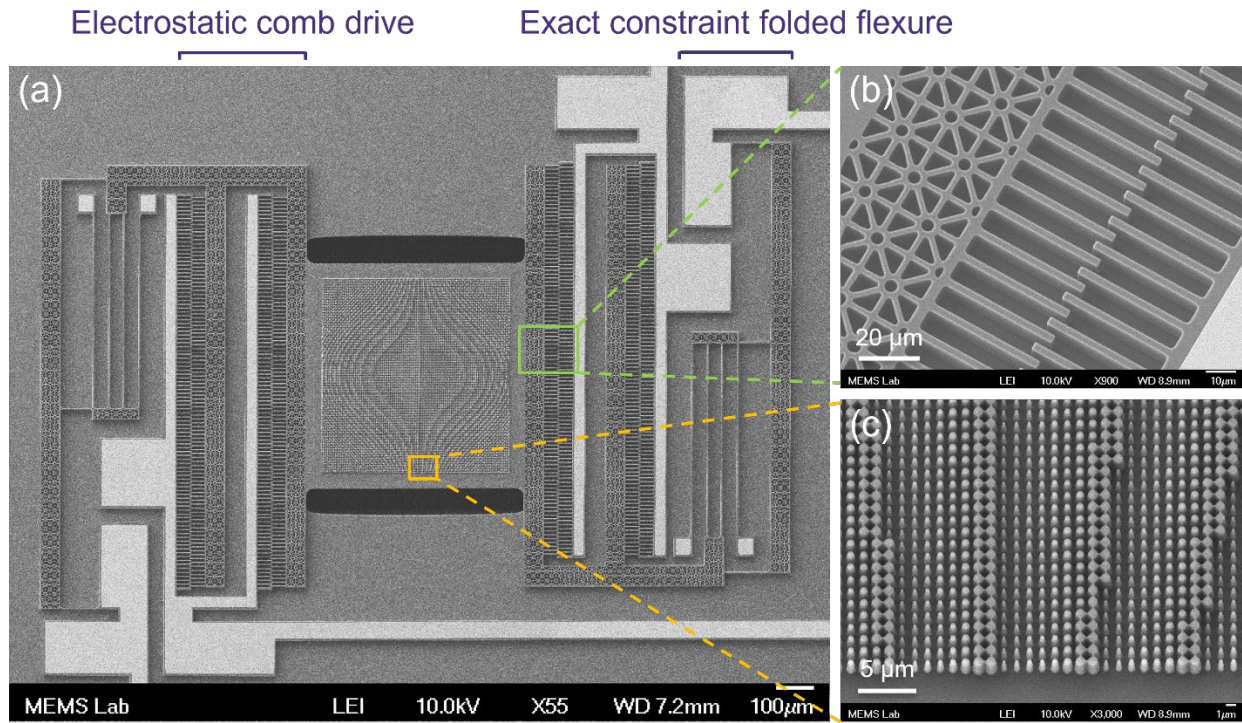 Electrostatic comb drive
Exact constraint folded flexure
(a)
MEMS Lab LEI 10.0kV X55 WD 7.2mm 100µm
(b)
20 µm
MEMS Lab LEI 10.0kV X900 WD 8.9mm 10µm
(c)
5 µm
MEMS Lab LEI 10.0kV X3,000 WD 8.9mm 1µm